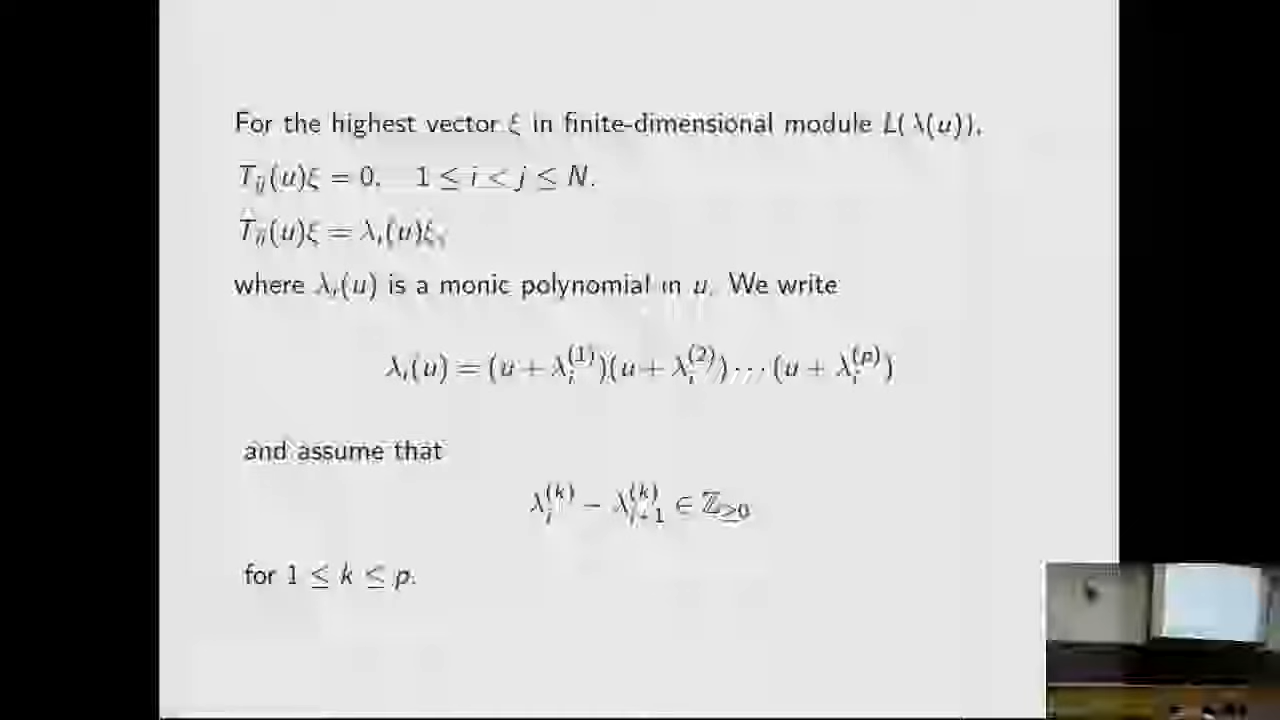 For the highest vector ξ in finite-dimensional module L(λ(u)),
T_{ij}(u)ξ = 0, 1 ≤ i < j ≤ N.
T_{ii}(u)ξ = λ_i(u)ξ,
where λ_i(u) is a monic polynomial in u. We write
λ_i(u) = (u + λ_i^{(1)})(u + λ_i^{(2)}) ⋯ (u + λ_i^{(p)})
and assume that
λ_i^{(k)} − λ_{i+1}^{(k)} ∈ ℤ_{≥0}
for 1 ≤ k ≤ p.